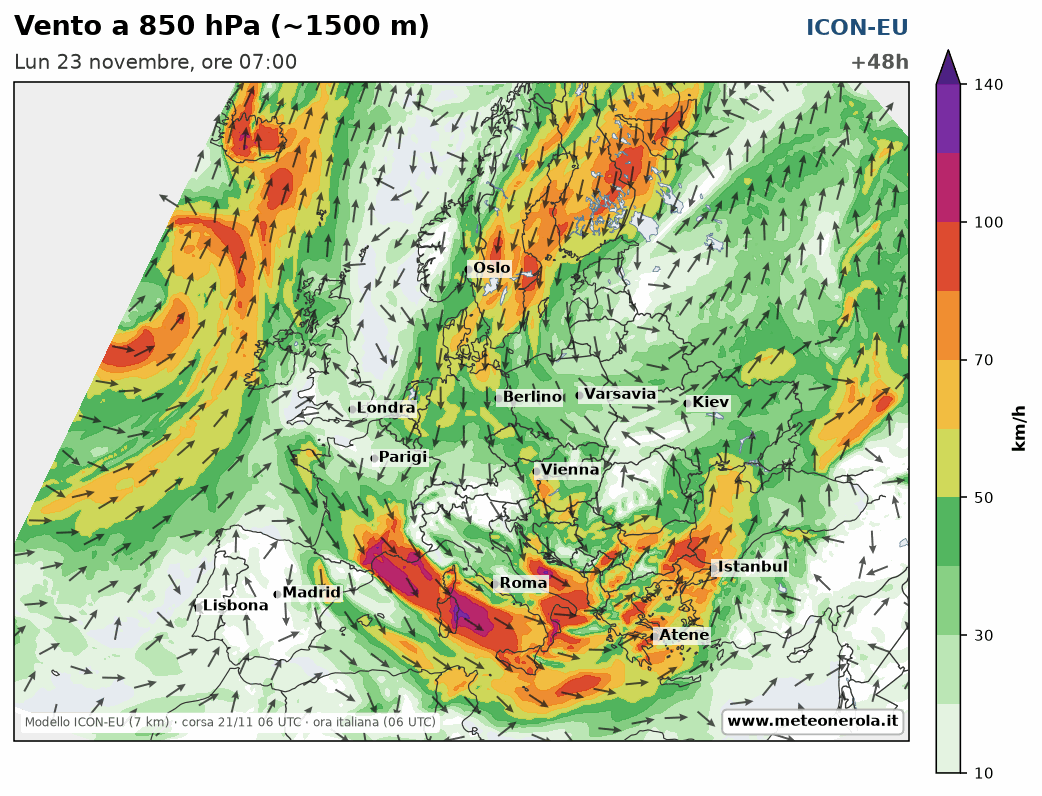 Vento a 850 hPa (~1500 m)
ICON-EU
Lun 23 novembre, ore 07:00
+48h
140
100
70
50
30
10
km/h
Oslo
Londra
Berlino
Varsavia
Kiev
Parigi
Vienna
Roma
Istanbul
Madrid
Lisbona
Atene
Modello ICON-EU (7 km) · corsa 21/11 06 UTC · ora italiana (06 UTC)
www.meteonerola.it